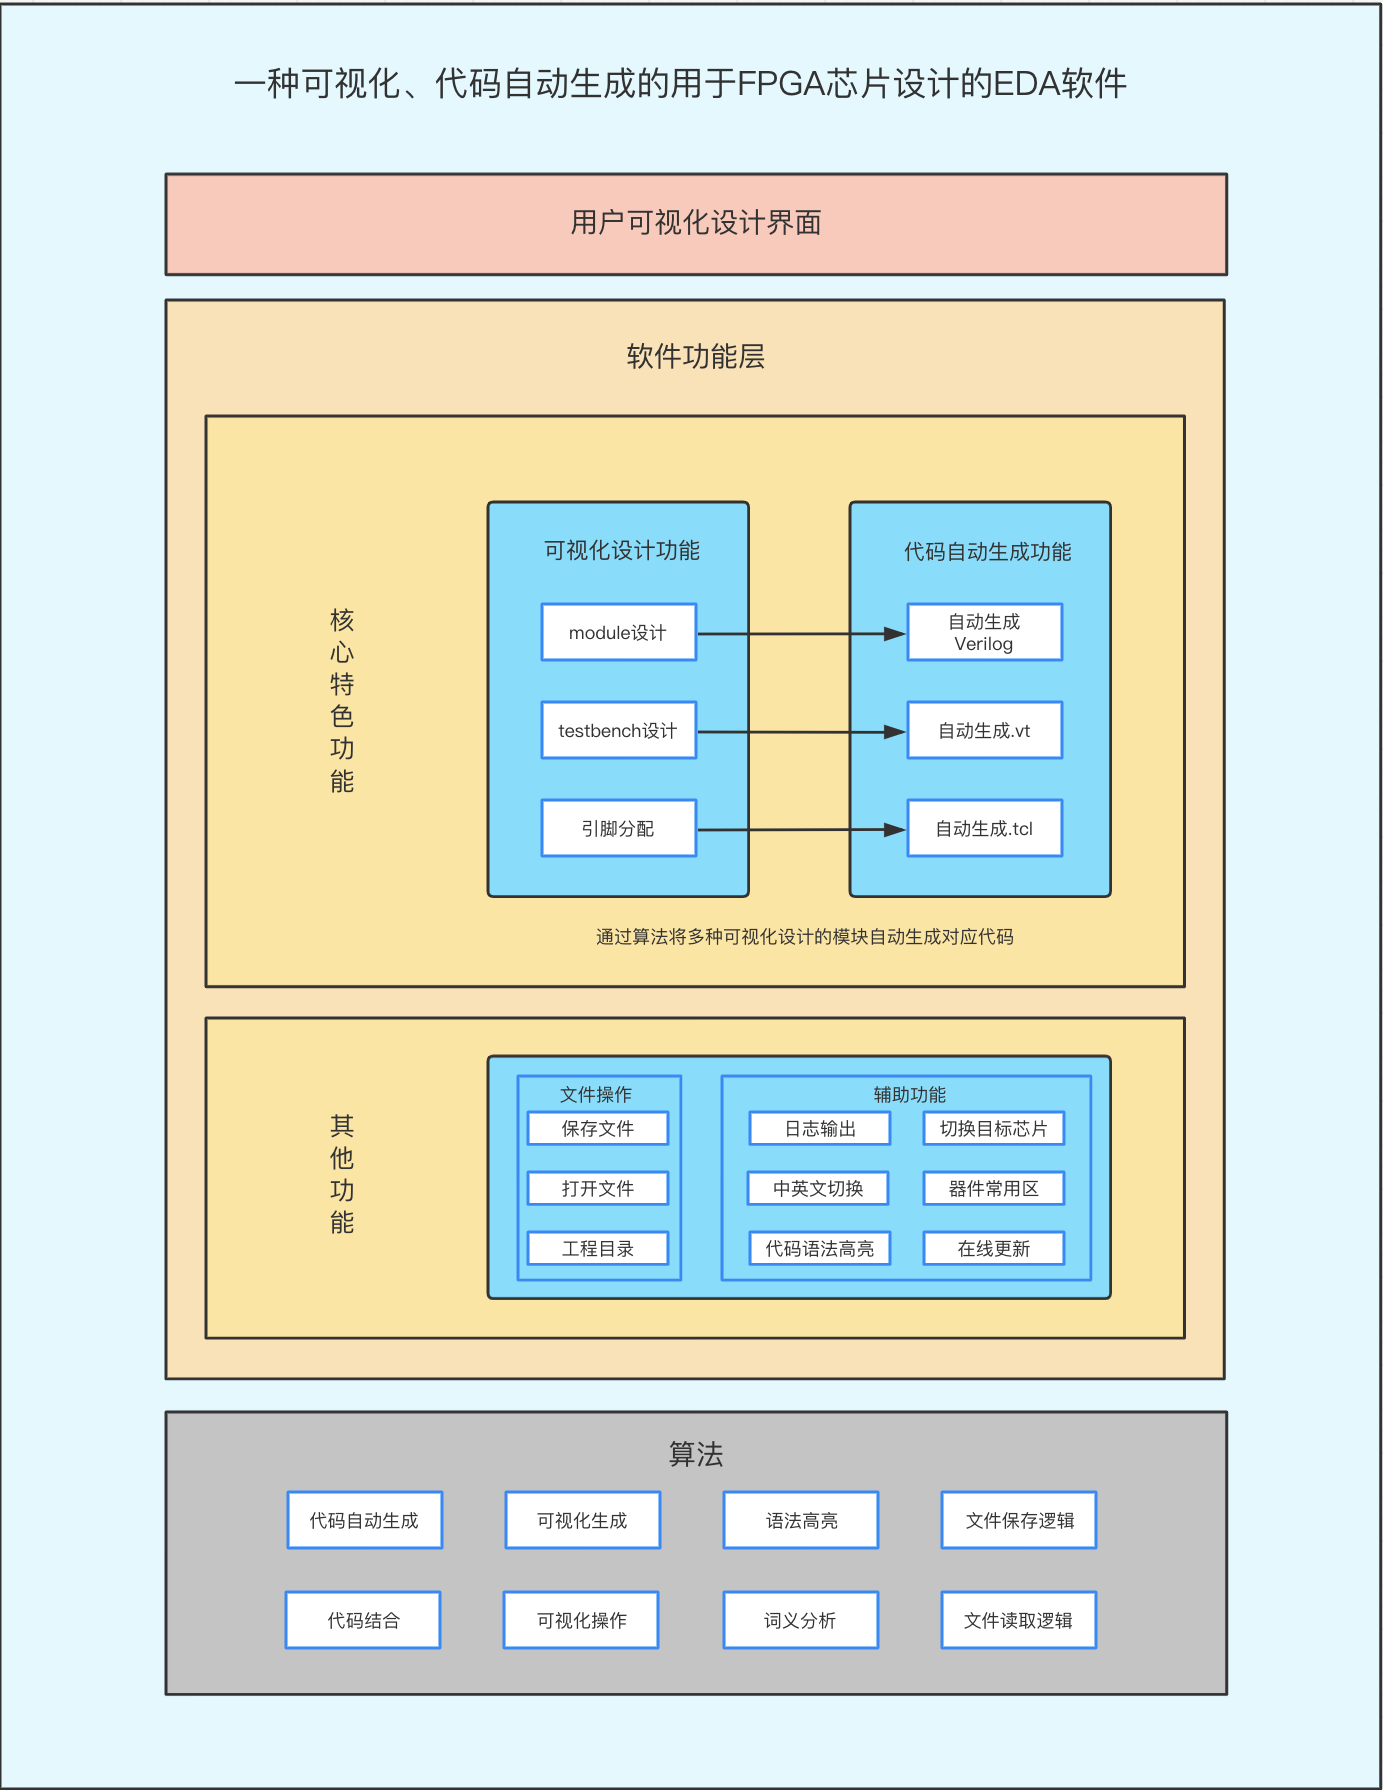 一种可视化、代码自动生成的用于FPGA芯片设计的EDA软件
用户可视化设计界面
软件功能层
核
心
特
色
功
能
可视化设计功能
module设计
testbench设计
引脚分配
代码自动生成功能
自动生成
Verilog
自动生成.vt
自动生成.tcl
通过算法将多种可视化设计的模块自动生成对应代码
其
他
功
能
文件操作
保存文件
打开文件
工程目录
辅助功能
日志输出
切换目标芯片
中英文切换
器件常用区
代码语法高亮
在线更新
算法
代码自动生成
可视化生成
语法高亮
文件保存逻辑
代码结合
可视化操作
词义分析
文件读取逻辑